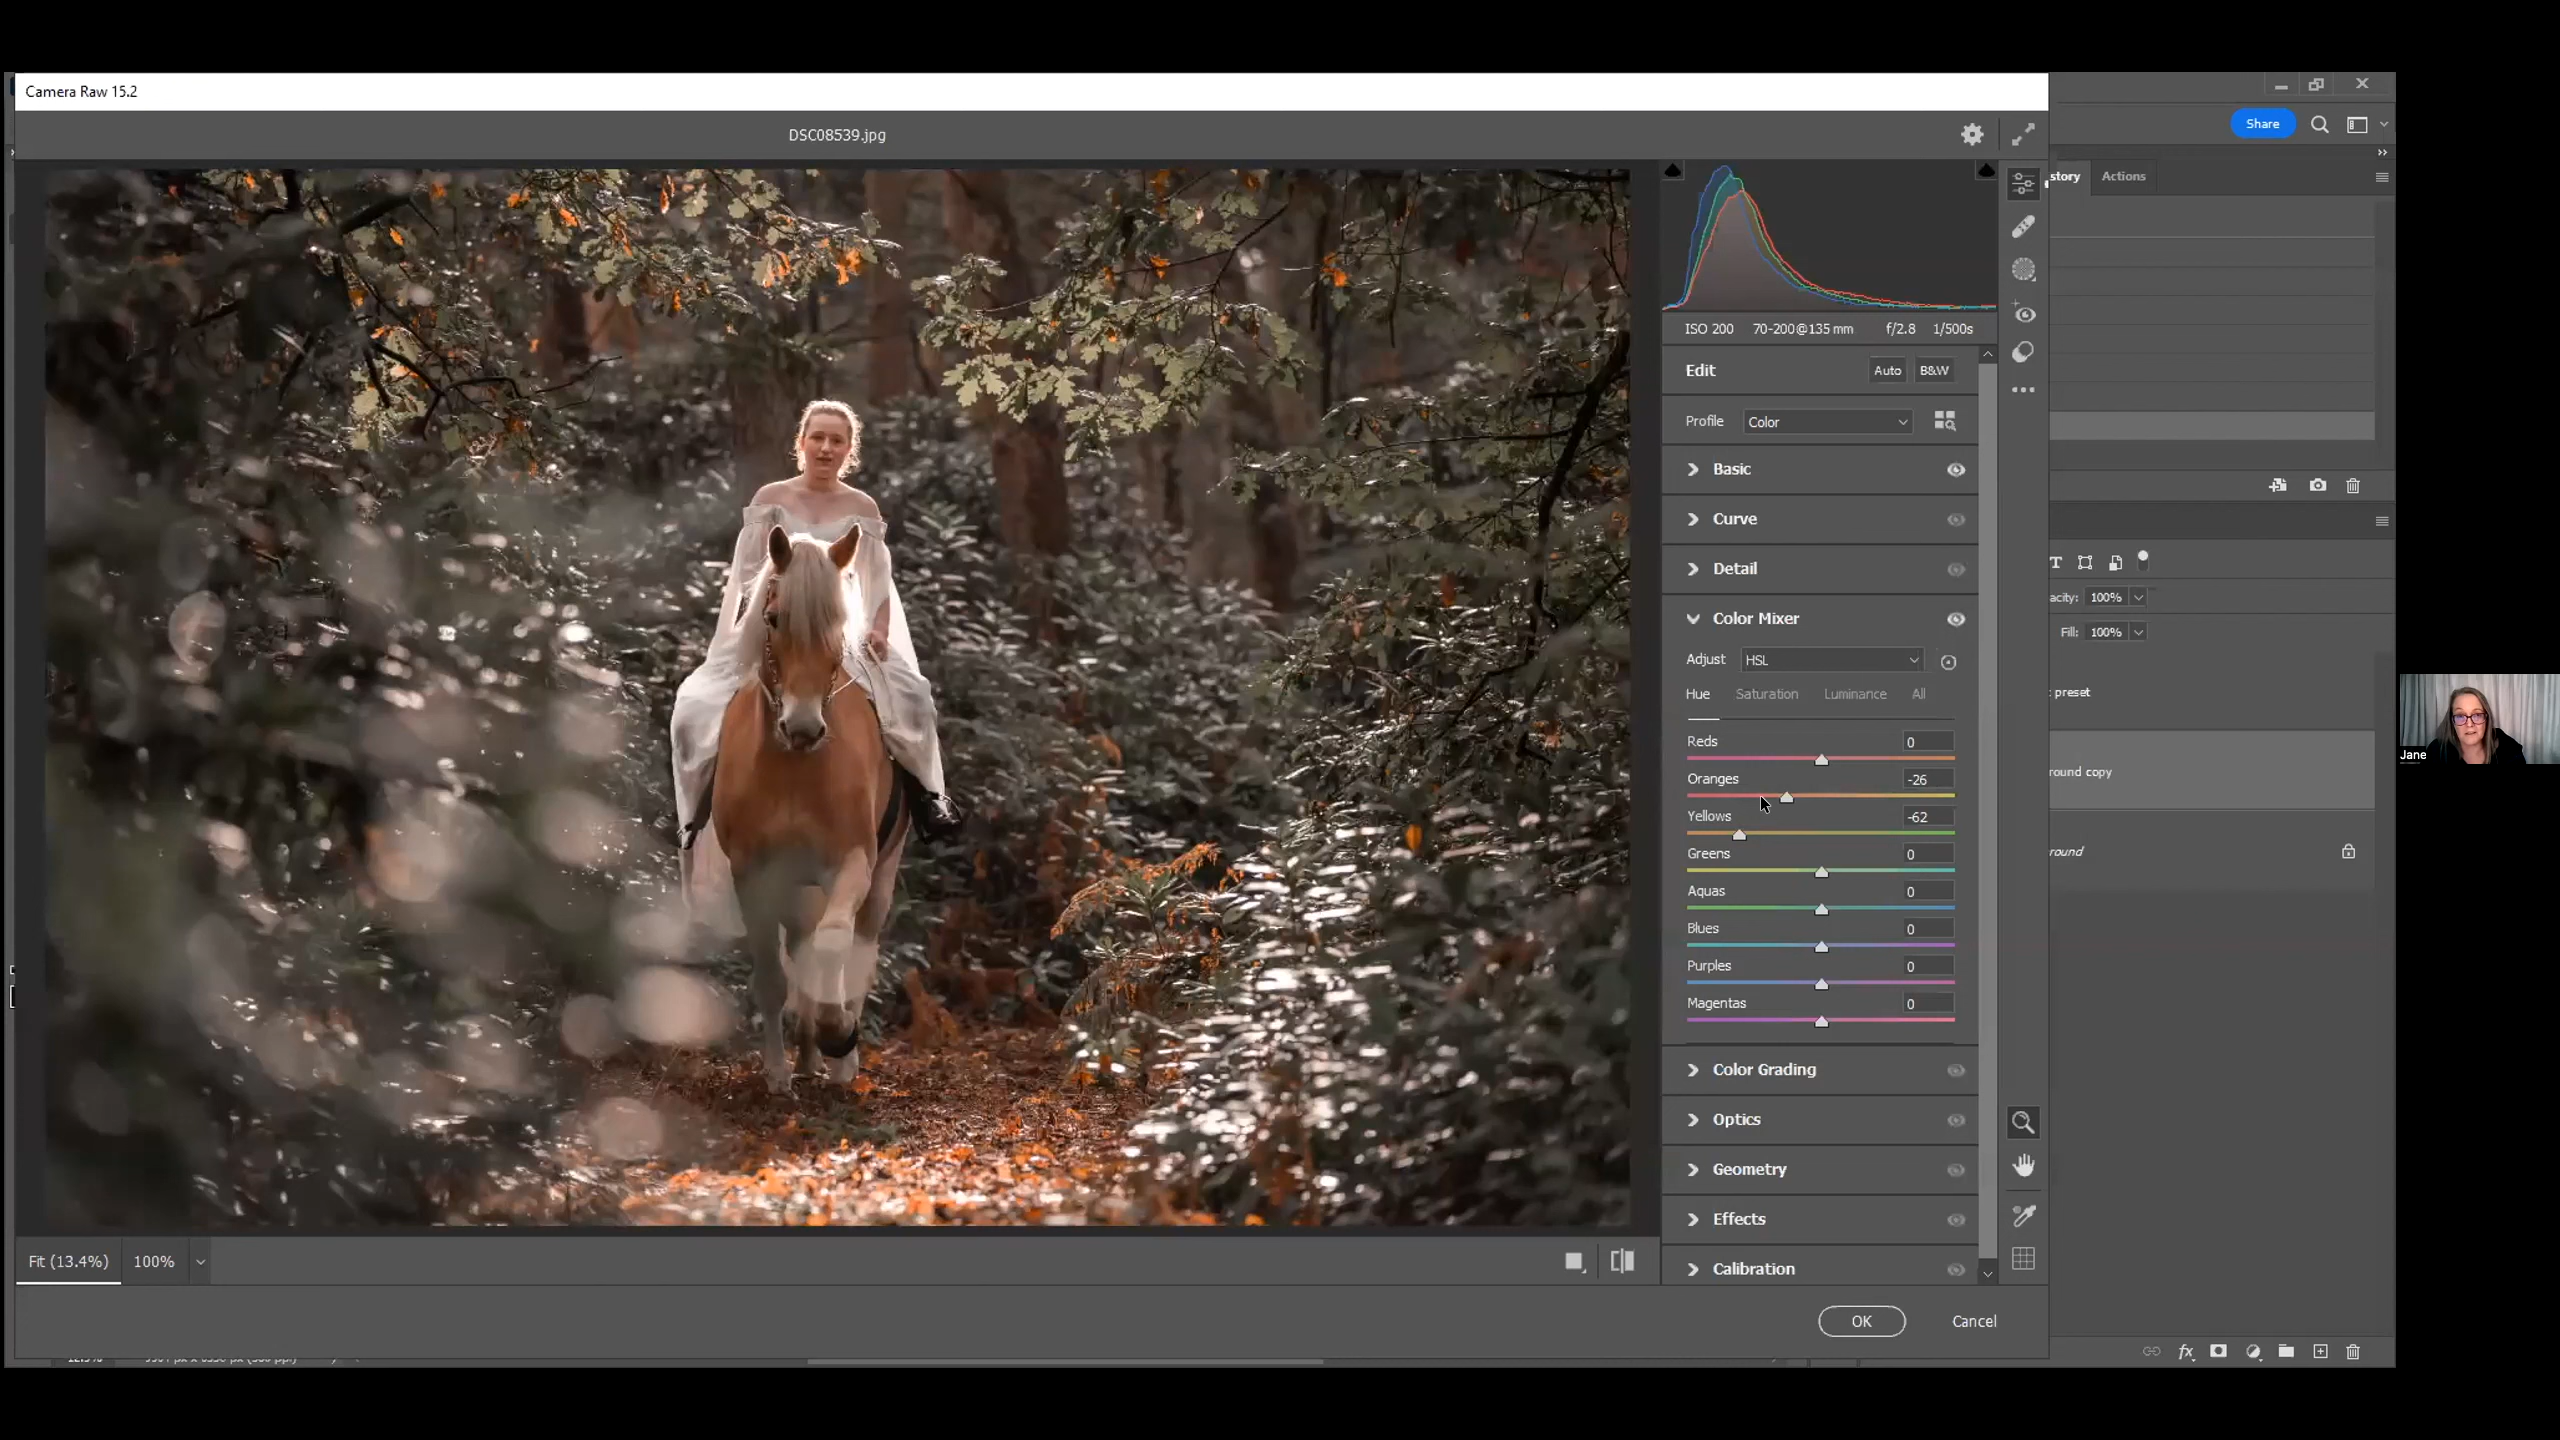 Camera Raw 15.2
DSC08539.jpg
Share
story
Actions
ISO 200 70-200@135 mm f/2.8 1/500s
Edit Auto B&W
Profile Color
Basic
Curve
Detail
Color Mixer
Adjust HSL
Hue Saturation Luminance All
Reds 0
Oranges -26
Yellows -62
Greens 0
Aquas 0
Blues 0
Purples 0
Magentas 0
Color Grading
Optics
Geometry
Effects
Calibration
acity: 100%
Fill: 100%
preset
round copy
round
Jane
Fit (13.4%) 100%
OK Cancel